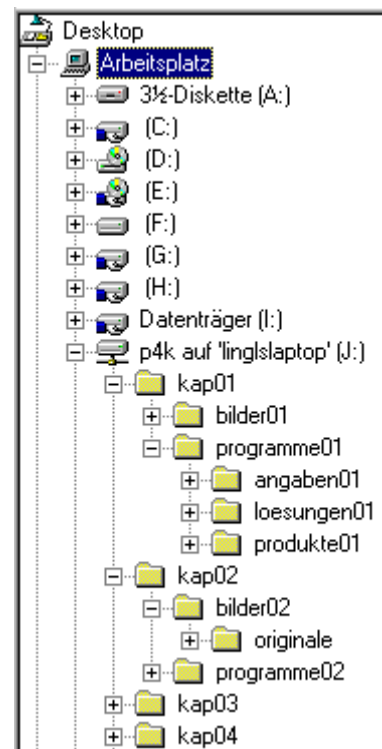 Desktop
Arbeitsplatz
3½-Diskette (A:)
(C:)
(D:)
(E:)
(F:)
(G:)
(H:)
Datenträger (I:)
p4k auf 'linglslaptop' (J:)
kap01
bilder01
programme01
angaben01
loesungen01
produkte01
kap02
bilder02
originale
programme02
kap03
kap04